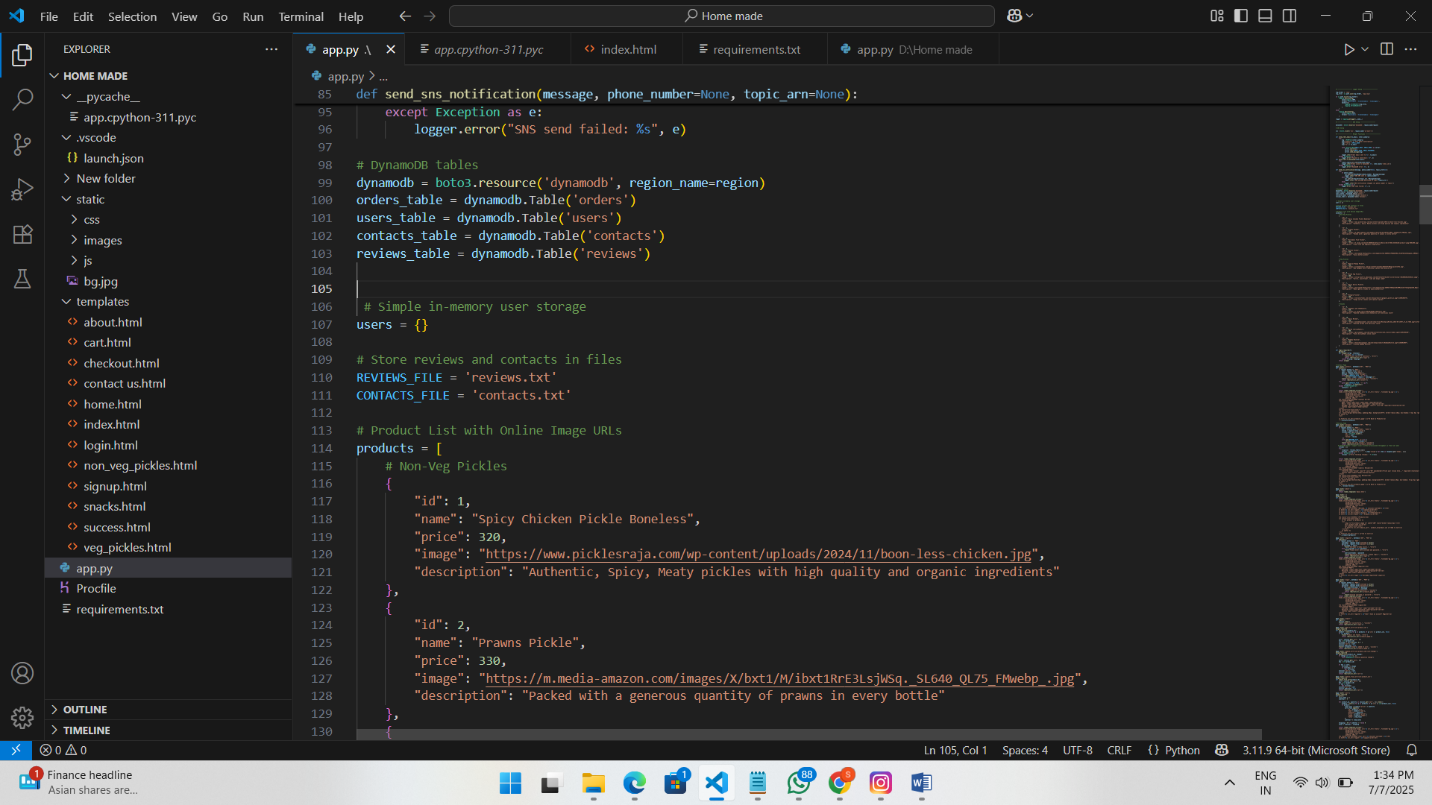 File Edit Selection View Go Run Terminal Help
Home made
EXPLORER
HOME MADE
__pycache__
app.cpython-311.pyc
.vscode
{} launch.json
New folder
static
css
images
js
bg.jpg
templates
<> about.html
<> cart.html
<> checkout.html
<> contact us.html
<> home.html
<> index.html
<> login.html
<> non_veg_pickles.html
<> signup.html
<> snacks.html
<> success.html
<> veg_pickles.html
app.py
Procfile
requirements.txt
OUTLINE
TIMELINE
app.py .\
app.cpython-311.pyc
<> index.html
requirements.txt
app.py D:\Home made
app.py > ...
85 def send_sns_notification(message, phone_number=None, topic_arn=None):
95 except Exception as e:
96 logger.error("SNS send failed: %s", e)
97
98 # DynamoDB tables
99 dynamodb = boto3.resource('dynamodb', region_name=region)
100 orders_table = dynamodb.Table('orders')
101 users_table = dynamodb.Table('users')
102 contacts_table = dynamodb.Table('contacts')
103 reviews_table = dynamodb.Table('reviews')
104
105
106 # Simple in-memory user storage
107 users = {}
108
109 # Store reviews and contacts in files
110 REVIEWS_FILE = 'reviews.txt'
111 CONTACTS_FILE = 'contacts.txt'
112
113 # Product List with Online Image URLs
114 products = [
115 # Non-Veg Pickles
116 {
117 "id": 1,
118 "name": "Spicy Chicken Pickle Boneless",
119 "price": 320,
120 "image": "https://www.picklesraja.com/wp-content/uploads/2024/11/boon-less-chicken.jpg",
121 "description": "Authentic, Spicy, Meaty pickles with high quality and organic ingredients"
122 },
123 {
124 "id": 2,
125 "name": "Prawns Pickle",
126 "price": 330,
127 "image": "https://m.media-amazon.com/images/X/bxt1/M/ibxt1RrE3LsjWSq._SL640_QL75_FMwebp_.jpg",
128 "description": "Packed with a generous quantity of prawns in every bottle"
129 },
130 {
0 0
Ln 105, Col 1 Spaces: 4 UTF-8 CRLF {} Python 3.11.9 64-bit (Microsoft Store)
1
Finance headline
Asian shares are...
1
88
5
ENG
IN
1:34 PM
7/7/2025